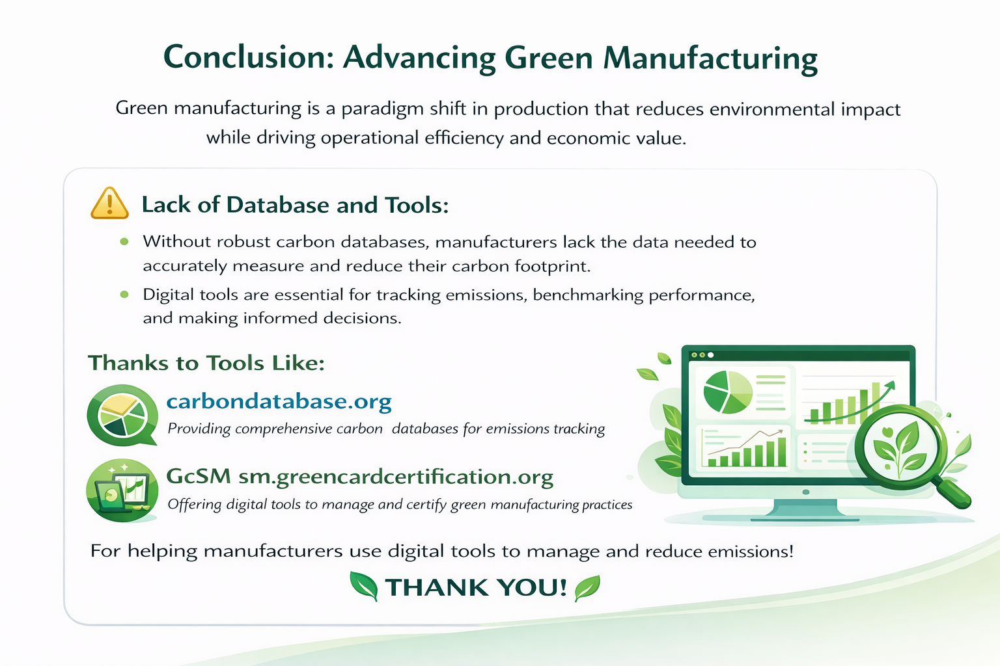 Conclusion: Advancing Green Manufacturing
Green manufacturing is a paradigm shift in production that reduces environmental impact
while driving operational efficiency and economic value.
Lack of Database and Tools:
• Without robust carbon databases, manufacturers lack the data needed to
accurately measure and reduce their carbon footprint.
• Digital tools are essential for tracking emissions, benchmarking performance,
and making informed decisions.
Thanks to Tools Like:
carbondatabase.org
Providing comprehensive carbon databases for emissions tracking
GcSM sm.greencardcertification.org
Offering digital tools to manage and certify green manufacturing practices
For helping manufacturers use digital tools to manage and reduce emissions!
THANK YOU!